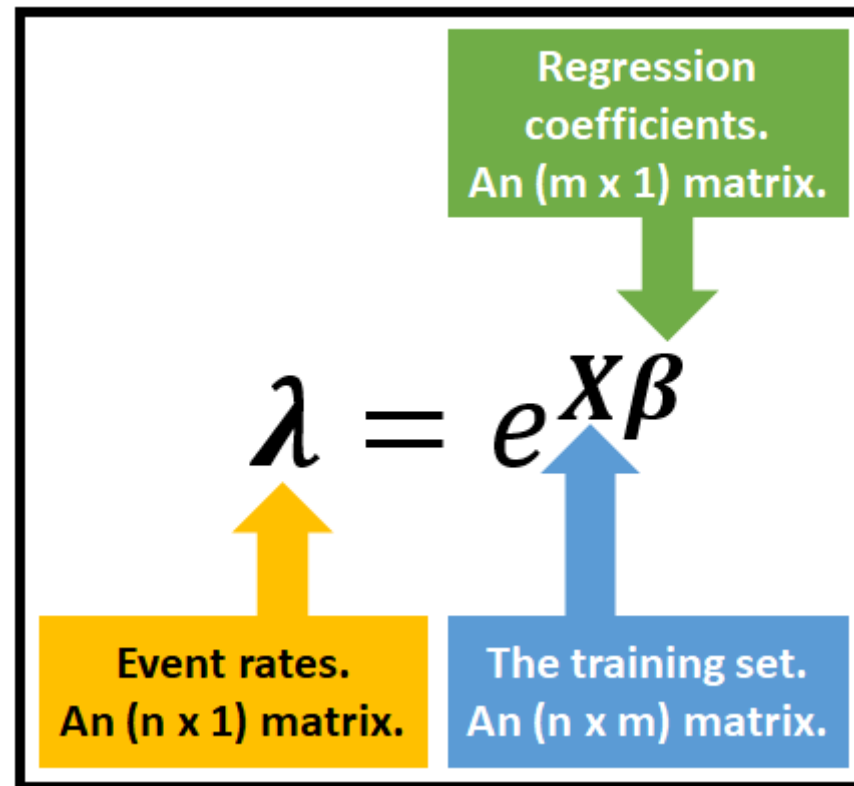 Regression
coefficients.
An (m x 1) matrix.
λ = e^Xβ
Event rates.
An (n x 1) matrix.
The training set.
An (n x m) matrix.